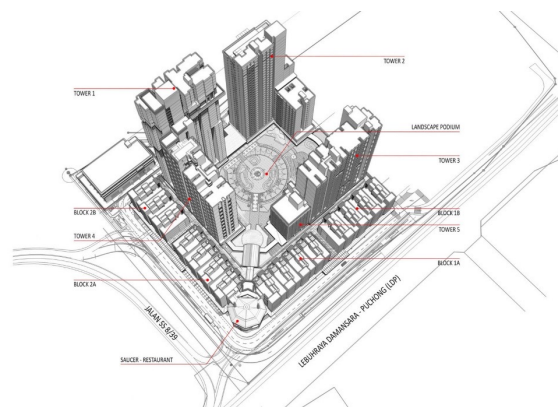 TOWER 2
TOWER 1
LANDSCAPE PODIUM
TOWER 3
BLOCK 2B
BLOCK 1B
TOWER 5
TOWER 4
BLOCK 1A
BLOCK 2A
JALAN SS 8/39
LEBUHRAYA DAMANSARA - PUCHONG (LDP)
SAUCER - RESTAURANT